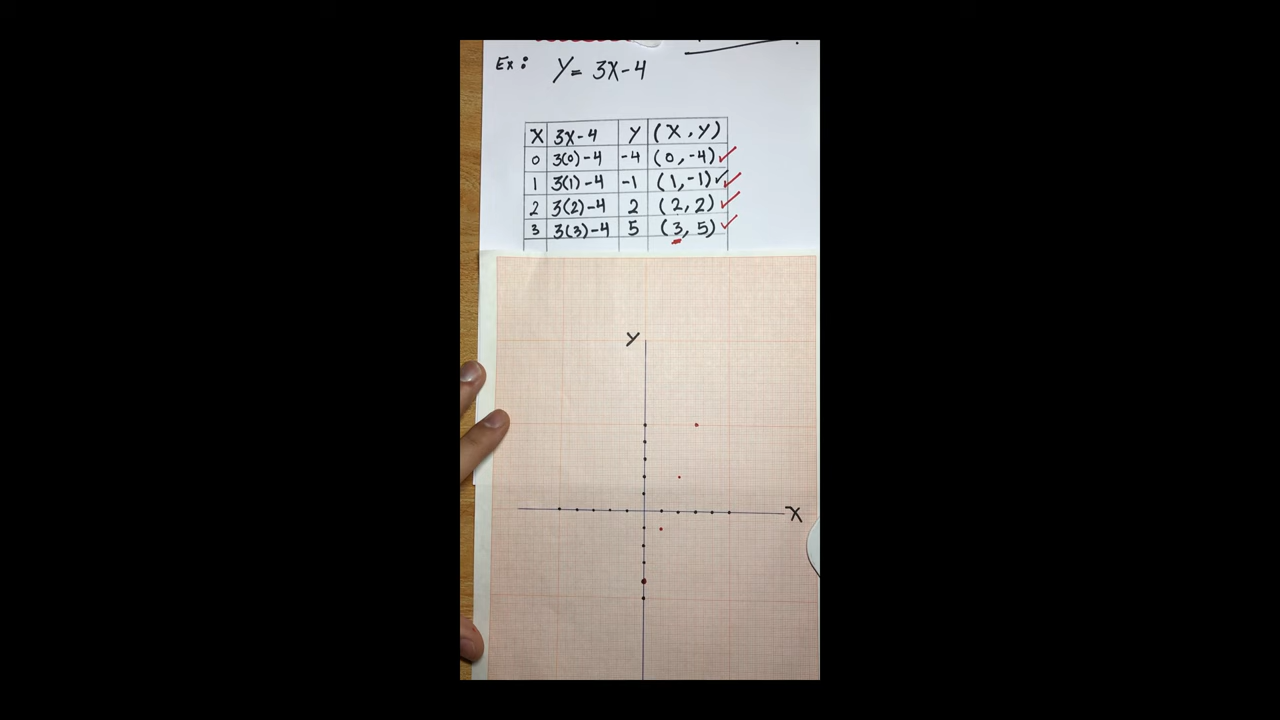 Ex: Y= 3X-4
X 3X-4 Y (X,Y)
0 3(0)-4 -4 (0,-4)✓
1 3(1)-4 -1 (1,-1)✓✓
2 3(2)-4 2 (2,2)✓
3 3(3)-4 5 (3,5)✓
Y
X